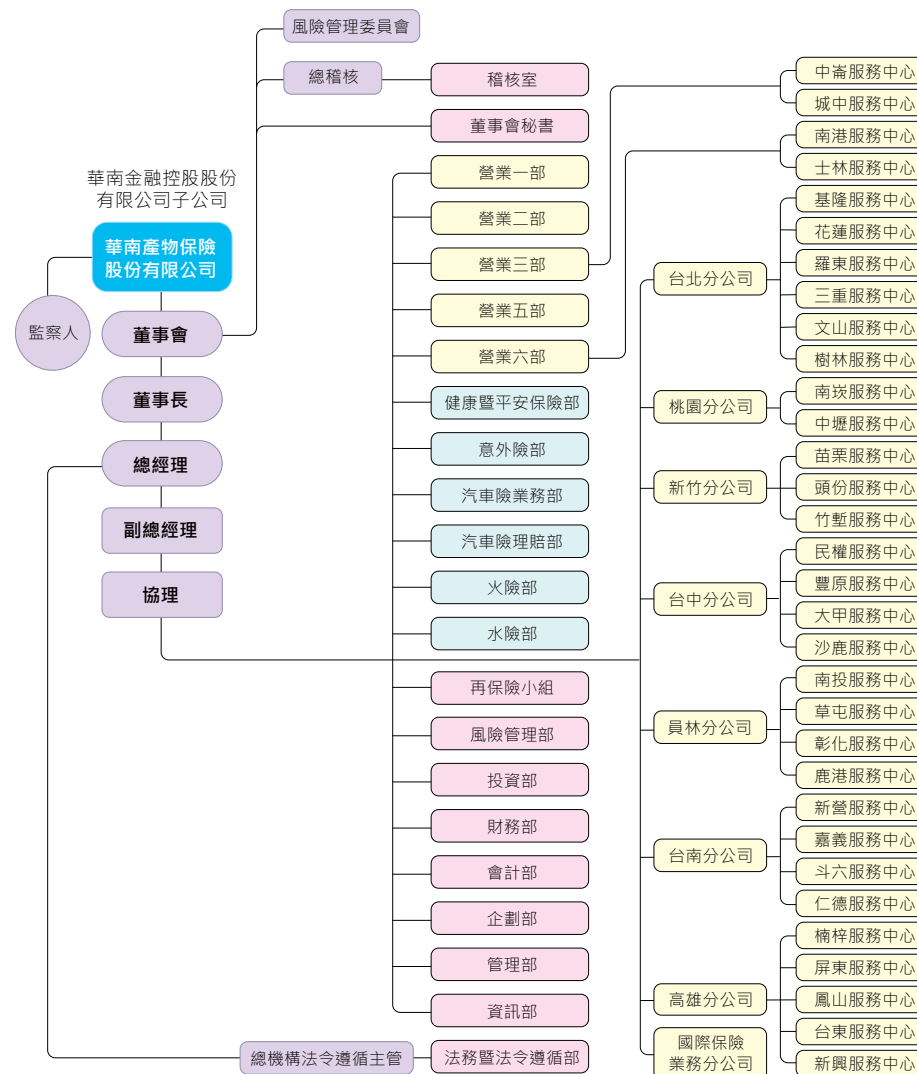 風險管理委員會
總稽核
稽核室
董事會秘書
華南金融控股股份
有限公司子公司
華南產物保險
股份有限公司
監察人
董事會
董事長
總經理
副總經理
協理
營業一部
營業二部
營業三部
營業五部
營業六部
健康暨平安保險部
意外險部
汽車險業務部
汽車險理賠部
火險部
水險部
再保險小組
風險管理部
投資部
財務部
會計部
企劃部
管理部
資訊部
總機構法令遵循主管
法務暨法令遵循部
中崙服務中心
城中服務中心
南港服務中心
士林服務中心
台北分公司
基隆服務中心
花蓮服務中心
羅東服務中心
三重服務中心
文山服務中心
樹林服務中心
桃園分公司
南崁服務中心
中壢服務中心
新竹分公司
苗栗服務中心
頭份服務中心
竹塹服務中心
台中分公司
民權服務中心
豐原服務中心
大甲服務中心
沙鹿服務中心
員林分公司
南投服務中心
草屯服務中心
彰化服務中心
鹿港服務中心
台南分公司
新營服務中心
嘉義服務中心
斗六服務中心
仁德服務中心
高雄分公司
楠梓服務中心
屏東服務中心
鳳山服務中心
台東服務中心
新興服務中心
國際保險
業務分公司